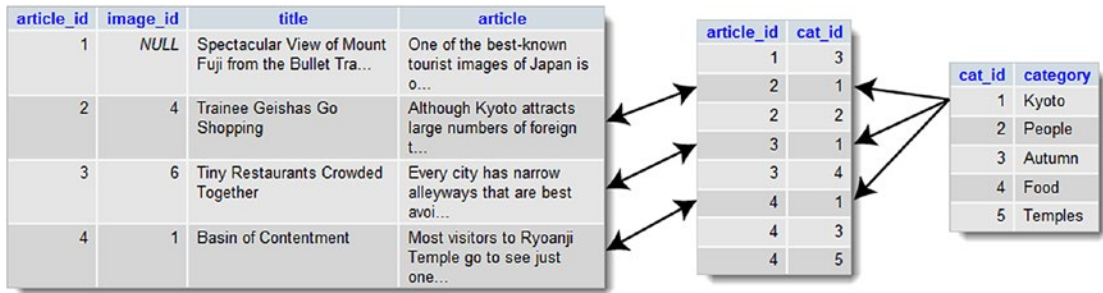 article_id image_id title article
1 NULL Spectacular View of Mount One of the best-known
Fuji from the Bullet Tra... tourist images of Japan is
o...
2 4 Trainee Geishas Go Although Kyoto attracts
Shopping large numbers of foreign
t...
3 6 Tiny Restaurants Crowded Every city has narrow
Together alleyways that are best
avoi...
4 1 Basin of Contentment Most visitors to Ryoanji
Temple go to see just
one...
article_id cat_id
1 3
2 1
2 2
3 1
3 4
4 1
4 3
4 5
cat_id category
1 Kyoto
2 People
3 Autumn
4 Food
5 Temples